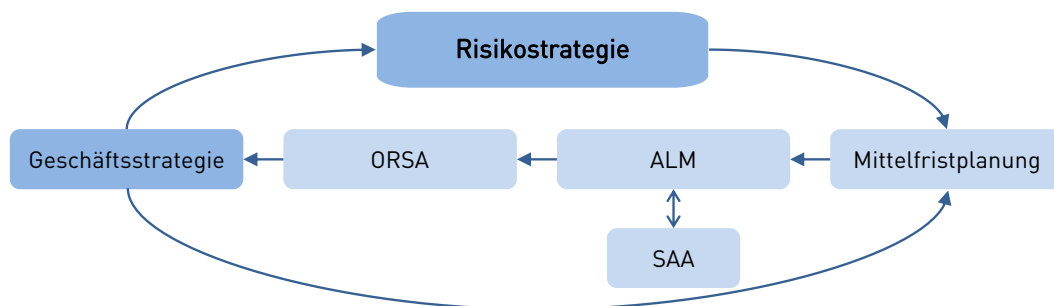 Risikostrategie
Geschäftsstrategie
ORSA
ALM
Mittelfristplanung
SAA